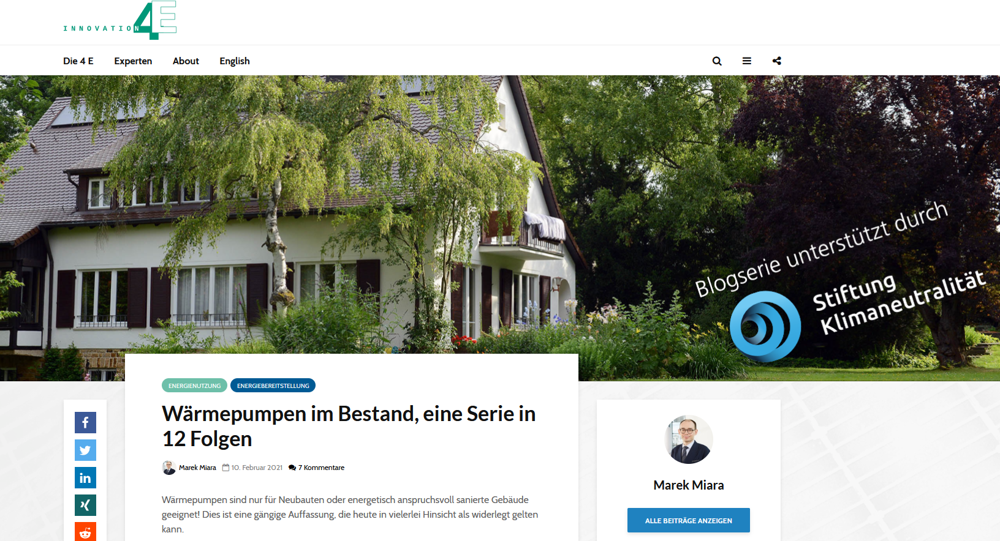 INNOVATION 4E
Die 4 E
Experten
About
English
Blogserie unterstützt durch
Stiftung
Klimaneutralität
ENERGIENUTZUNG
ENERGIEBEREITSTELLUNG
Wärmepumpen im Bestand, eine Serie in
12 Folgen
Marek Miara 10. Februar 2021 7 Kommentare
Wärmepumpen sind nur für Neubauten oder energetisch anspruchsvoll sanierte Gebäude
geeignet! Dies ist eine gängige Auffassung, die heute in vielerlei Hinsicht als widerlegt gelten
kann.
Marek Miara
ALLE BEITRÄGE ANZEIGEN